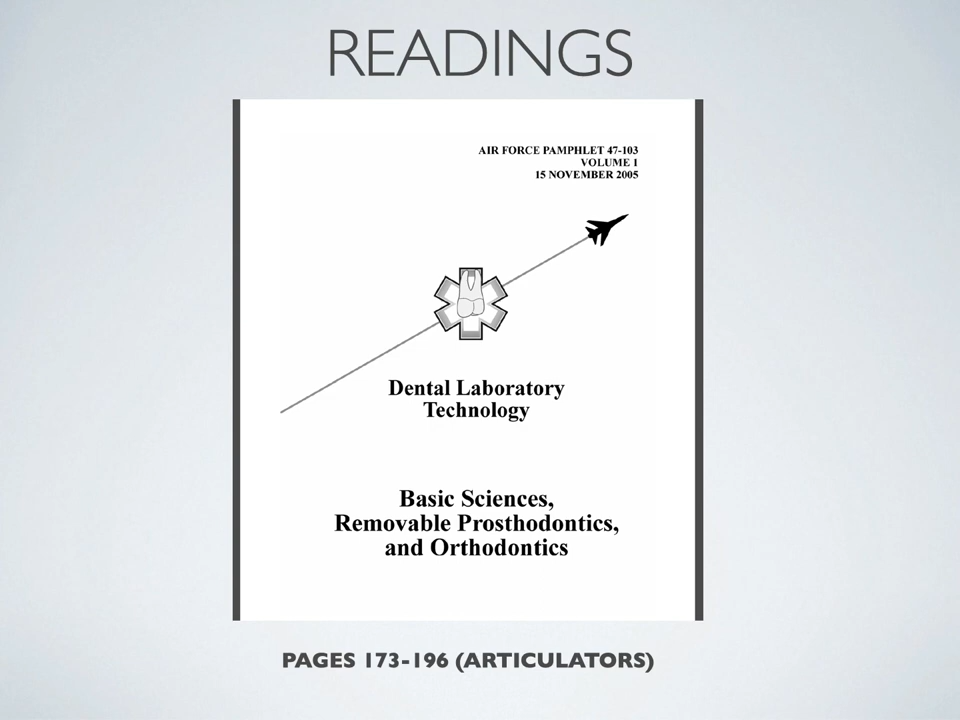 READINGS
AIR FORCE PAMPHLET 47-103
VOLUME 1
15 NOVEMBER 2005
Dental Laboratory
Technology
Basic Sciences,
Removable Prosthodontics,
and Orthodontics
PAGES 173-196 (ARTICULATORS)